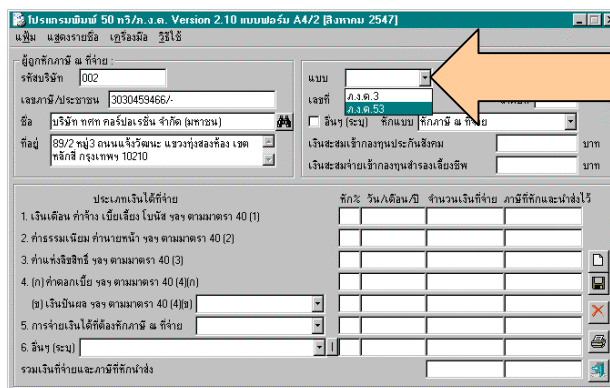 โปรแกรมพิมพ์ 50 ทวิ/ภ.ง.ด. Version 2.10 แบบฟอร์ม A4/2 [สิงหาคม 2547]
แฟ้ม แสดงรายชื่อ เครื่องมือ วิธีใช้
ผู้ถูกหักภาษี ณ ที่จ่าย :
รหัสบริษัท 002
แบบ
เลขภาษี/ประชาชน 3030459466/-
เลขที่
ภ.ง.ด.3
ภ.ง.ด.53
ชื่อ บริษัท ทศท คอร์ปอเรชั่น จำกัด (มหาชน)
อื่นๆ (ระบุ) หักแบบ หักภาษี ณ ที่จ่าย
ที่อยู่ 89/2 หมู่3 ถนนแจ้งวัฒนะ แขวงทุ่งสองห้อง เขต
หลักสี่ กรุงเทพฯ 10210
เงินสะสมเข้ากองทุนประกันสังคม บาท
เงินสะสมจ่ายเข้ากองทุนสำรองเลี้ยงชีพ บาท
ประเภทเงินได้ที่จ่าย หัก% วัน/เดือน/ปี จำนวนเงินที่จ่าย ภาษีที่หักและนำส่งไว้
1. เงินเดือน ค่าจ้าง เบี้ยเลี้ยง โบนัส ฯลฯ ตามมาตรา 40 (1)
2. ค่าธรรมเนียม ค่านายหน้า ฯลฯ ตามมาตรา 40 (2)
3. ค่าแห่งลิขสิทธิ์ ฯลฯ ตามมาตรา 40 (3)
4. (ก) ค่าดอกเบี้ย ฯลฯ ตามมาตรา 40 (4)(ก)
(ข) เงินปันผล ฯลฯ ตามมาตรา 40 (4)(ข)
5. การจ่ายเงินได้ที่ต้องหักภาษี ณ ที่จ่าย
6. อื่นๆ (ระบุ)
รวมเงินที่จ่ายและภาษีที่หักนำส่ง